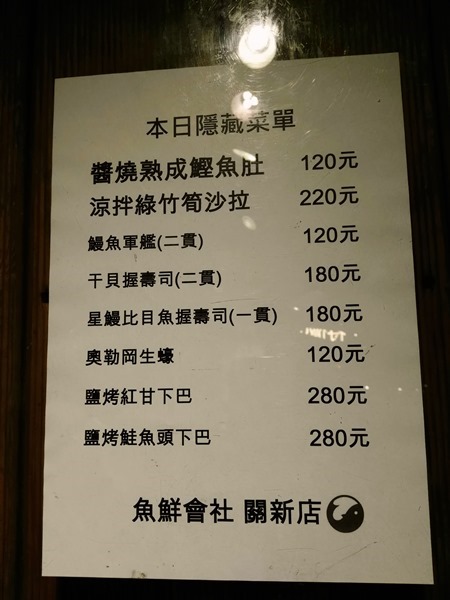 本日隱藏菜單
醬燒熟成鰹魚肚 120元
涼拌綠竹筍沙拉 220元
鰻魚軍艦(二貫) 120元
干貝握壽司(二貫) 180元
星鰻比目魚握壽司(一貫) 180元
奧勒岡生蠔 120元
鹽烤紅甘下巴 280元
鹽烤鮭魚頭下巴 280元
魚鮮會社 關新店